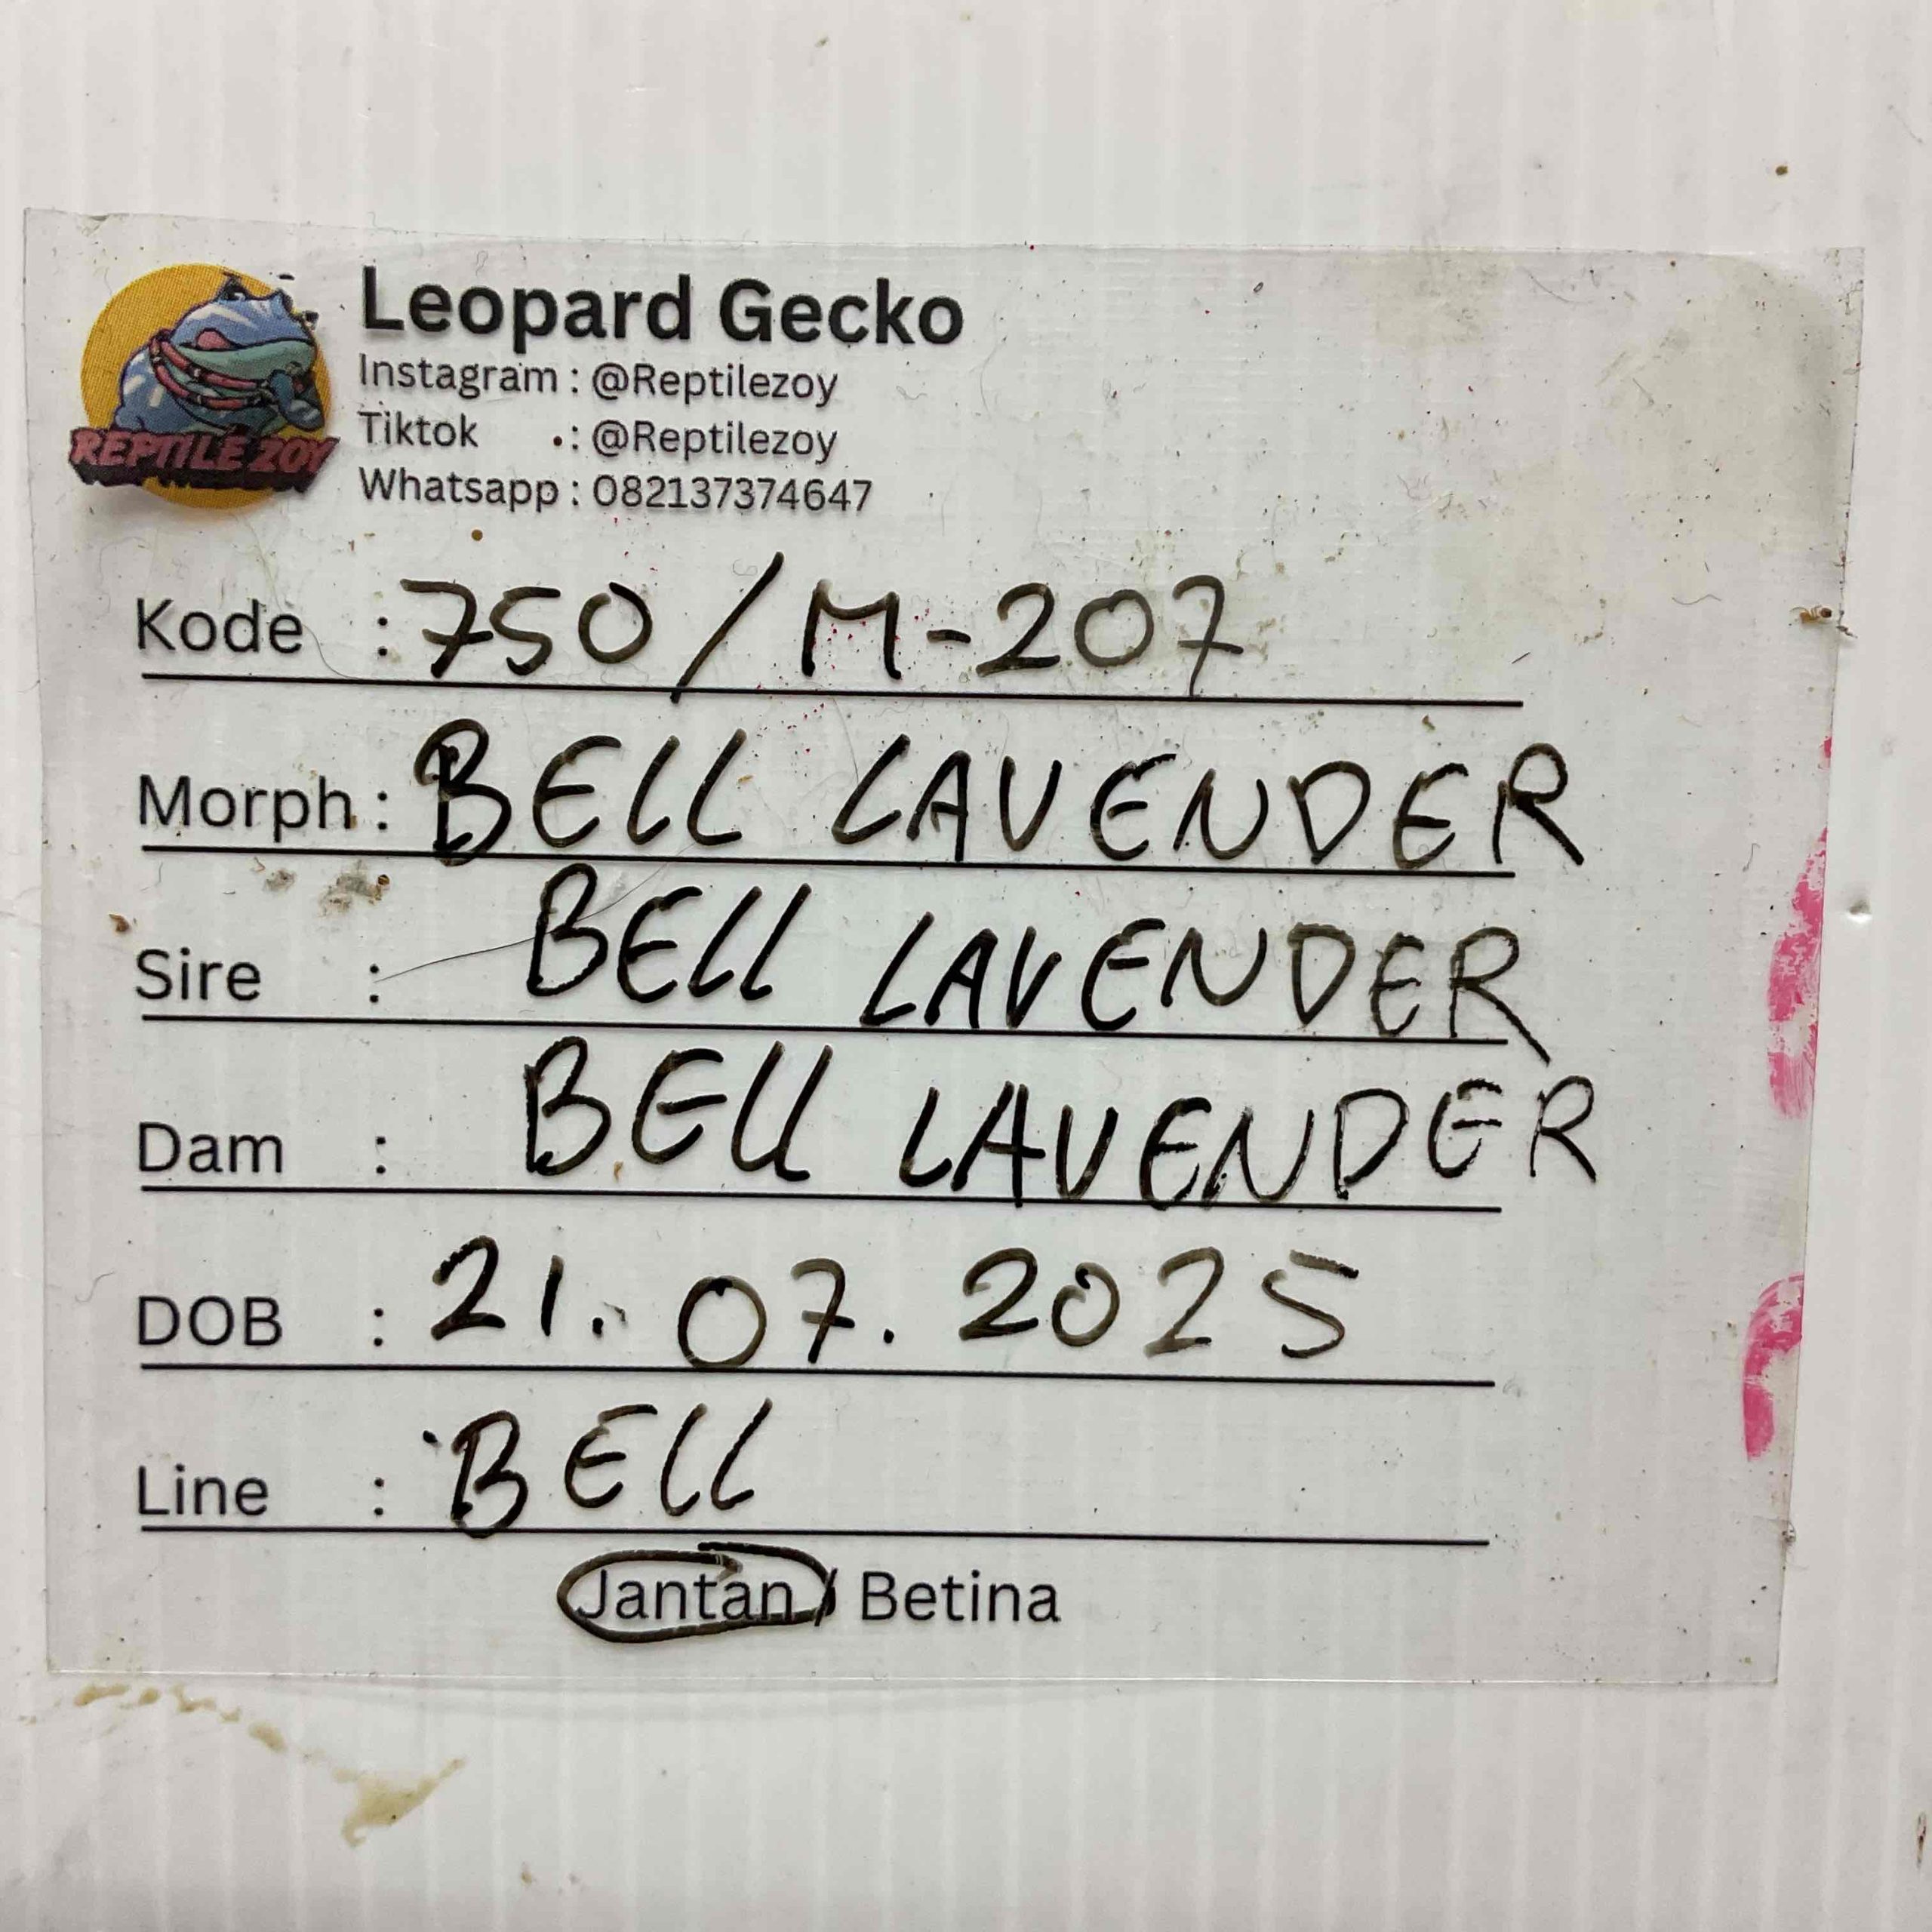 REPTILE ZOY
Leopard Gecko
Instagram : @Reptilezoy
Tiktok : @Reptilezoy
Whatsapp : 082137374647
Kode : 750/M-207
Morph : BELL LAVENDER
Sire : BELL LAVENDER
Dam : BELL LAVENDER
DOB : 21.07.2025
Line : BELL
Jantan / Betina